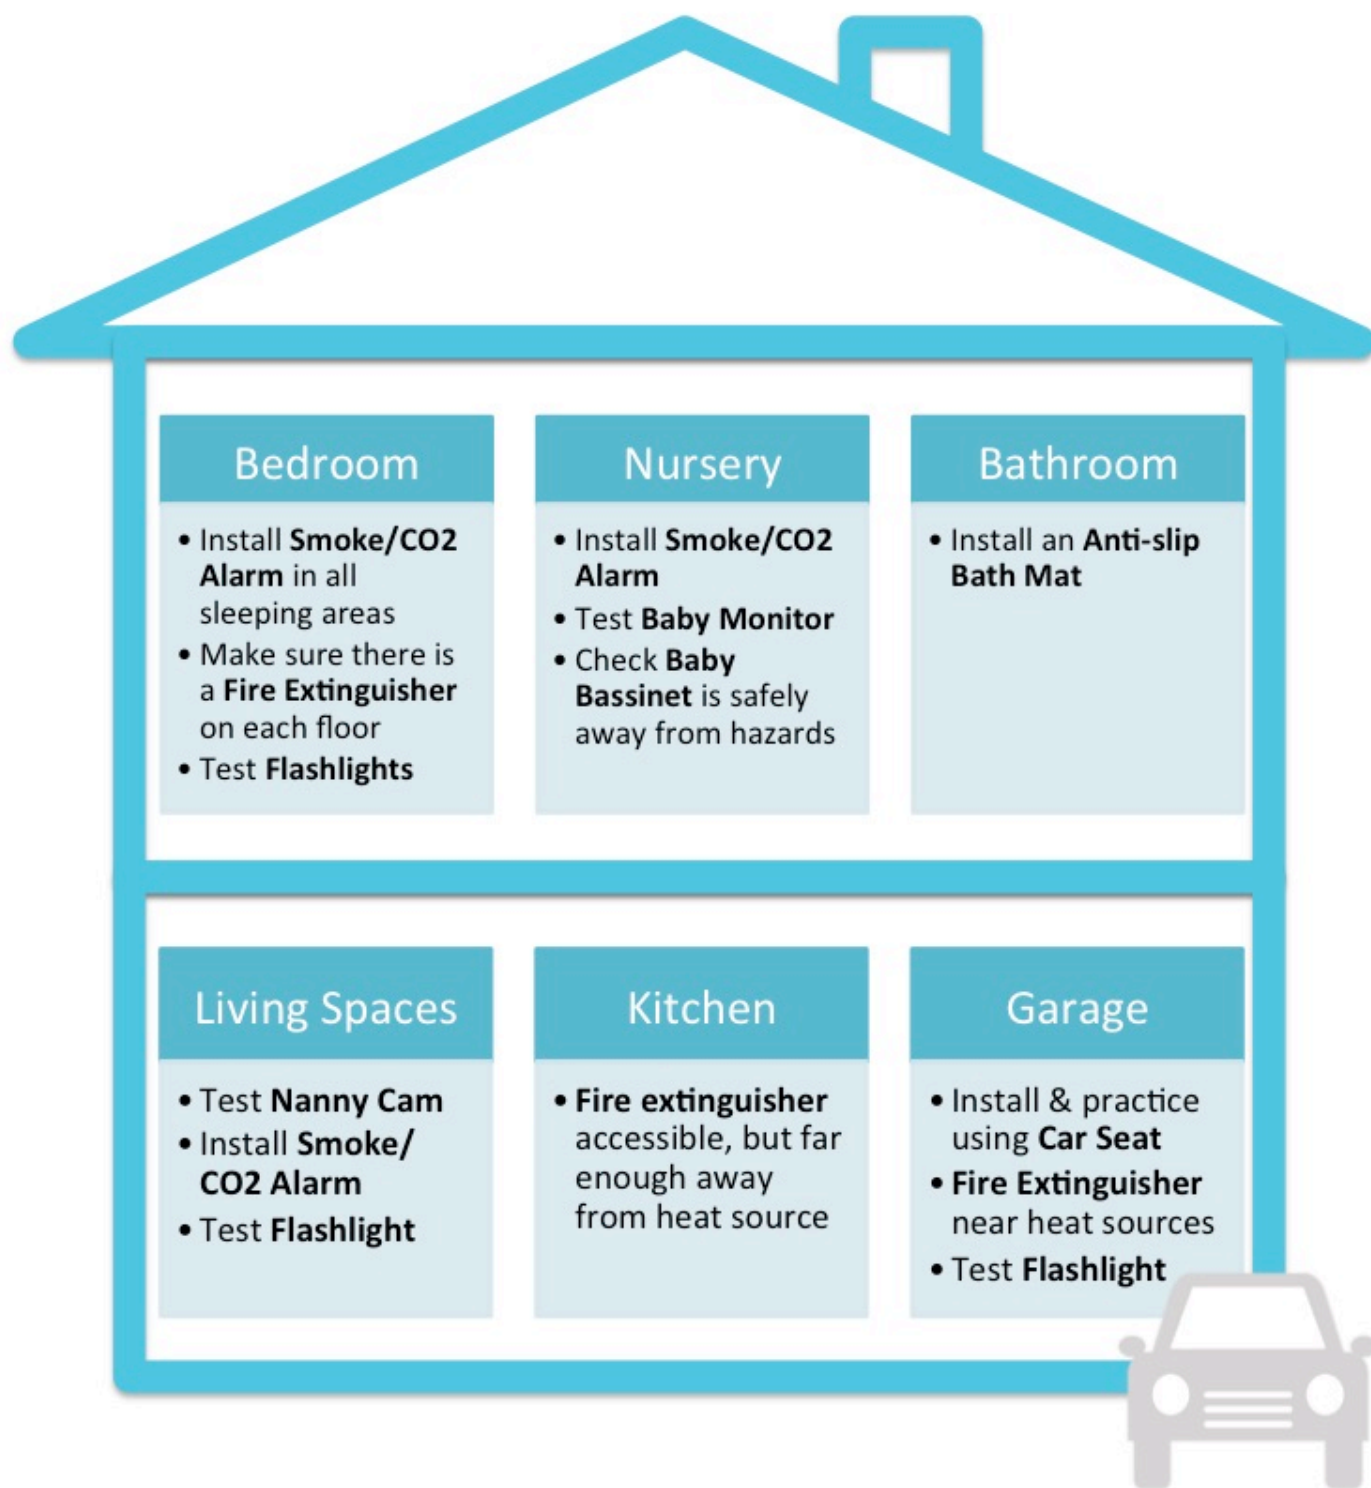 Bedroom
• Install Smoke/CO2
Alarm in all
sleeping areas
• Make sure there is
a Fire Extinguisher
on each floor
• Test Flashlights
Nursery
• Install Smoke/CO2
Alarm
• Test Baby Monitor
• Check Baby
Bassinet is safely
away from hazards
Bathroom
• Install an Anti-slip
Bath Mat
Living Spaces
• Test Nanny Cam
• Install Smoke/
CO2 Alarm
• Test Flashlight
Kitchen
• Fire extinguisher
accessible, but far
enough away
from heat source
Garage
• Install & practice
using Car Seat
• Fire Extinguisher
near heat sources
• Test Flashlight